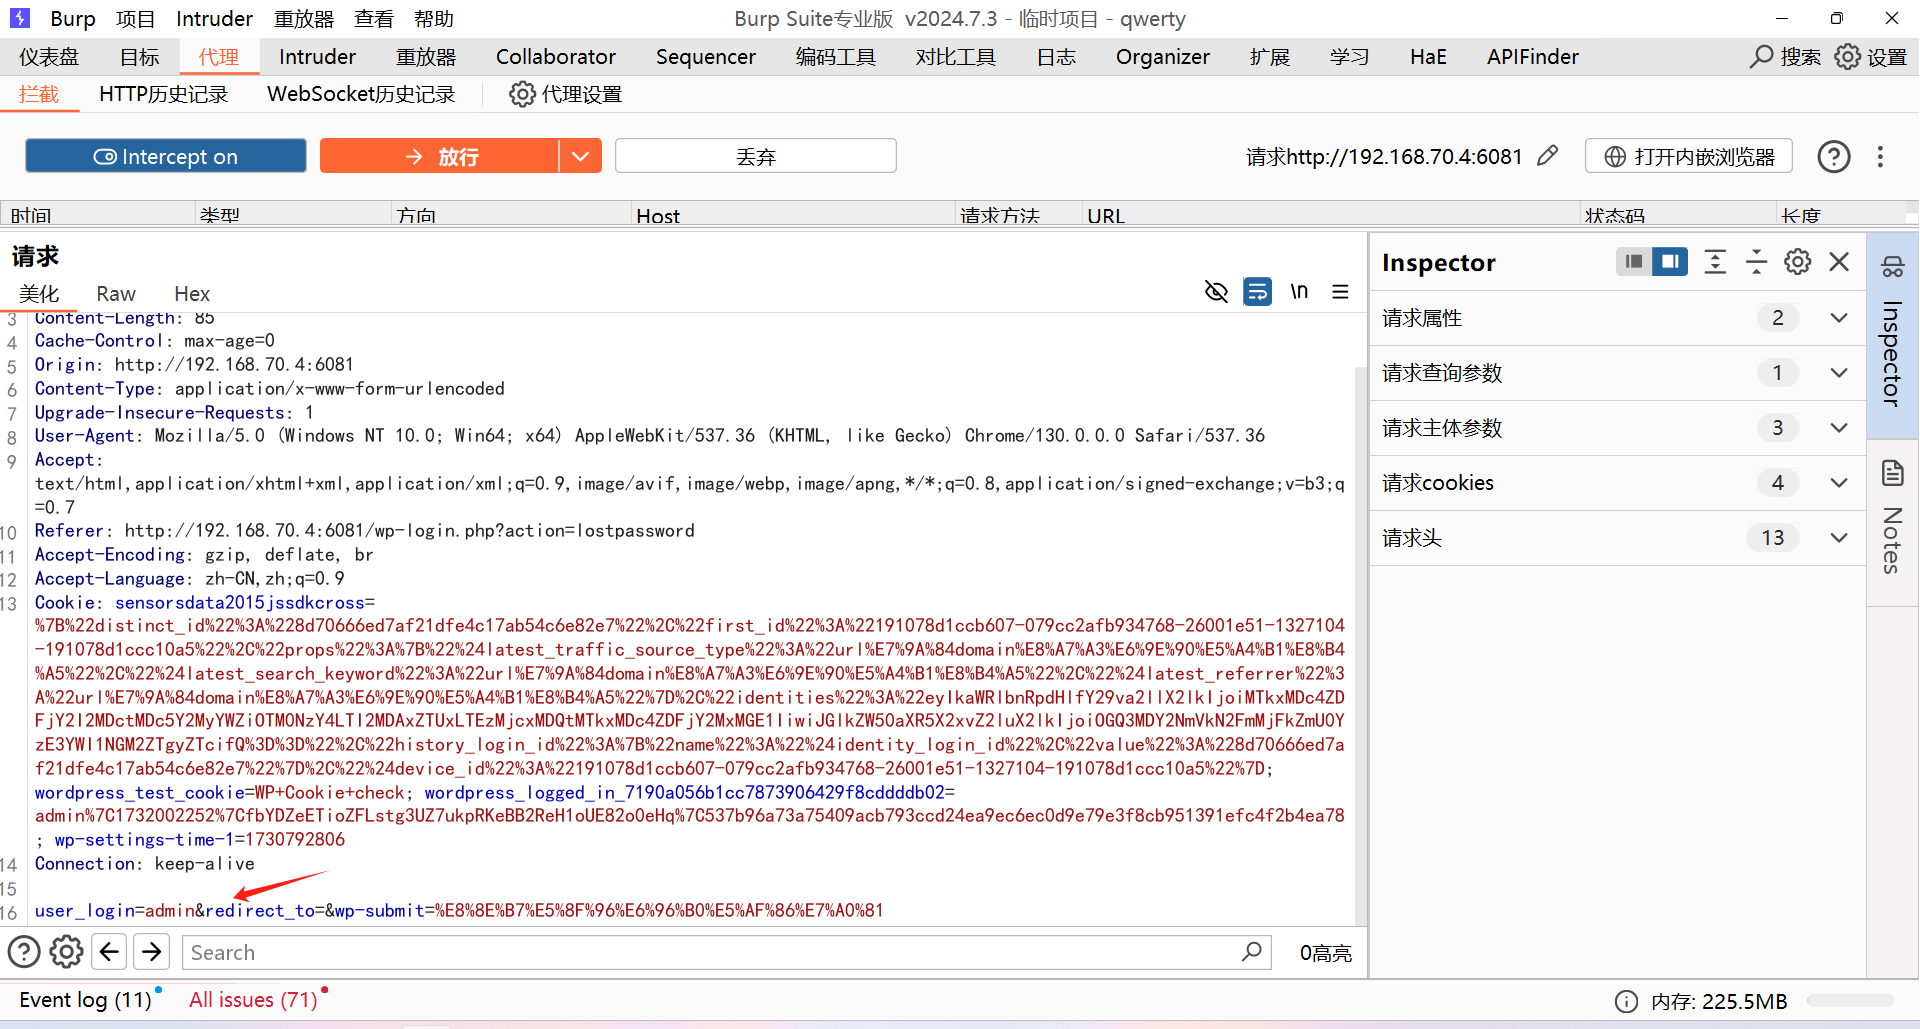 Burp 项目 Intruder 重放器 查看 帮助 Burp Suite专业版 v2024.7.3 - 临时项目 - qwerty
仪表盘 目标 代理 Intruder 重放器 Collaborator Sequencer 编码工具 对比工具 日志 Organizer 扩展 学习 HaE APIFinder 搜索 设置
拦截 HTTP历史记录 WebSocket历史记录 代理设置
Intercept on 放行 丢弃 请求http://192.168.70.4:6081 打开内嵌浏览器
时间 类型 方向 Host 请求方法 URL 状态码 长度
请求
美化 Raw Hex \n
3 Content-Length: 85
4 Cache-Control: max-age=0
5 Origin: http://192.168.70.4:6081
6 Content-Type: application/x-www-form-urlencoded
7 Upgrade-Insecure-Requests: 1
8 User-Agent: Mozilla/5.0 (Windows NT 10.0; Win64; x64) AppleWebKit/537.36 (KHTML, like Gecko) Chrome/130.0.0.0 Safari/537.36
9 Accept:
text/html,application/xhtml+xml,application/xml;q=0.9,image/avif,image/webp,image/apng,*/*;q=0.8,application/signed-exchange;v=b3;q
=0.7
10 Referer: http://192.168.70.4:6081/wp-login.php?action=lostpassword
11 Accept-Encoding: gzip, deflate, br
12 Accept-Language: zh-CN,zh;q=0.9
13 Cookie: sensorsdata2015jssdkcross=
%7B%22distinct_id%22%3A%228d70666ed7af21dfe4c17ab54c6e82e7%22%2C%22first_id%22%3A%22191078d1ccb607-079cc2afb934768-26001e51-1327104
-191078d1ccc10a5%22%2C%22props%22%3A%7B%22%24latest_traffic_source_type%22%3A%22url%E7%9A%84domain%E8%A7%A3%E6%9E%90%E5%A4%B1%E8%B4
%A5%22%2C%22%24latest_search_keyword%22%3A%22url%E7%9A%84domain%E8%A7%A3%E6%9E%90%E5%A4%B1%E8%B4%A5%22%2C%22%24latest_referrer%22%3
A%22url%E7%9A%84domain%E8%A7%A3%E6%9E%90%E5%A4%B1%E8%B4%A5%22%7D%2C%22identities%22%3A%22eyIkaWRlbnRpdHlfY29va2llX2lkIjoiMTkxMDc4ZD
FjY2I2MDctMDc5Y2MyYWZiOTM0NzY4LTI2MDAxZTUxLTEzMjcxMDQtMTkxMDc4ZDFjY2MxMGE1IiwiJGlkZW50aXR5X2xvZ2luX2lkIjoiOGQ3MDY2NmVkN2FmMjFkZmU0Y
zE3YWI1NGM2ZTgyZTcifQ%3D%3D%22%2C%22history_login_id%22%3A%7B%22name%22%3A%22%24identity_login_id%22%2C%22value%22%3A%228d70666ed7a
f21dfe4c17ab54c6e82e7%22%7D%2C%22%24device_id%22%3A%22191078d1ccb607-079cc2afb934768-26001e51-1327104-191078d1ccc10a5%22%7D;
wordpress_test_cookie=WP+Cookie+check; wordpress_logged_in_7190a056b1cc7873906429f8cddddb02=
admin%7C1732002252%7CfbYDZeETioZFLstg3UZ7ukpRKeBB2ReH1oUE82o0eHq%7C537b96a73a75409acb793ccd24ea9ec6ec0d9e79e3f8cb951391efc4f2b4ea78
; wp-settings-time-1=1730792806
14 Connection: keep-alive
15
16 user_login=admin&redirect_to=&wp-submit=%E8%8E%B7%E5%8F%96%E6%96%B0%E5%AF%86%E7%A0%81
Search 0高亮
Inspector
请求属性 2
请求查询参数 1
请求主体参数 3
请求cookies 4
请求头 13
Inspector
Notes
Event log (11) All issues (71) 内存: 225.5MB